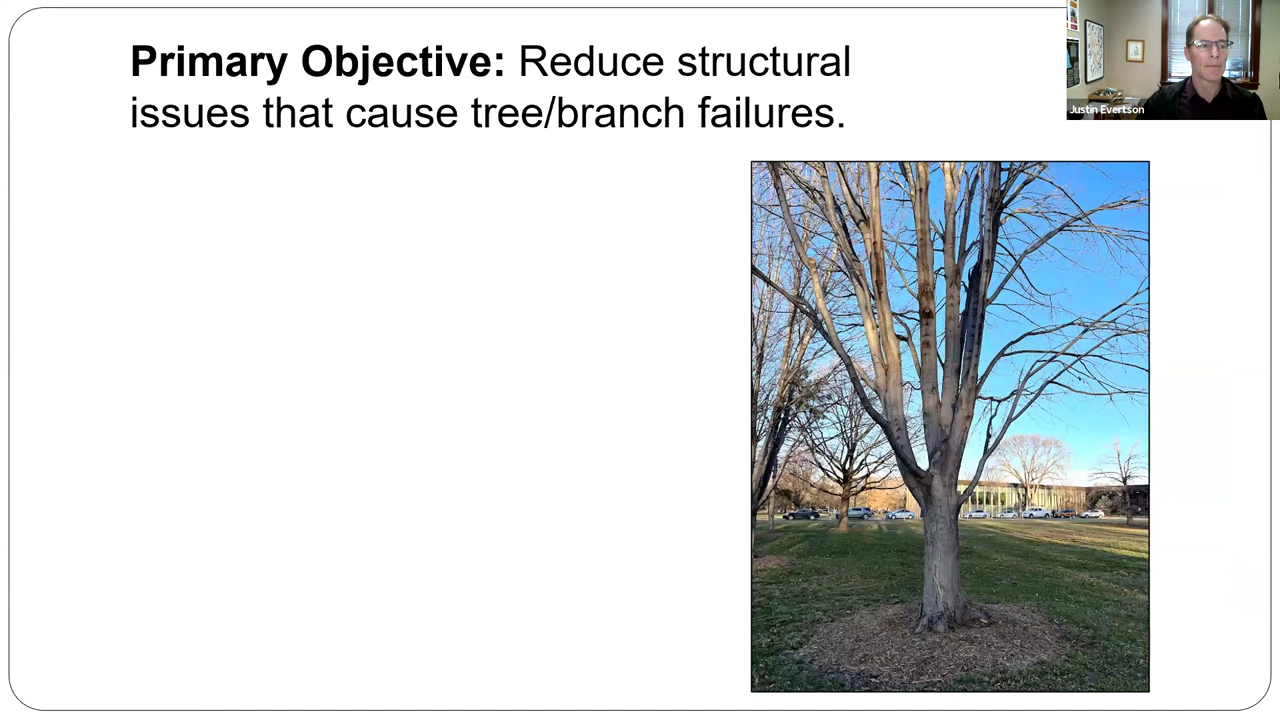 Primary Objective: Reduce structural
issues that cause tree/branch failures.
Justin Evertson